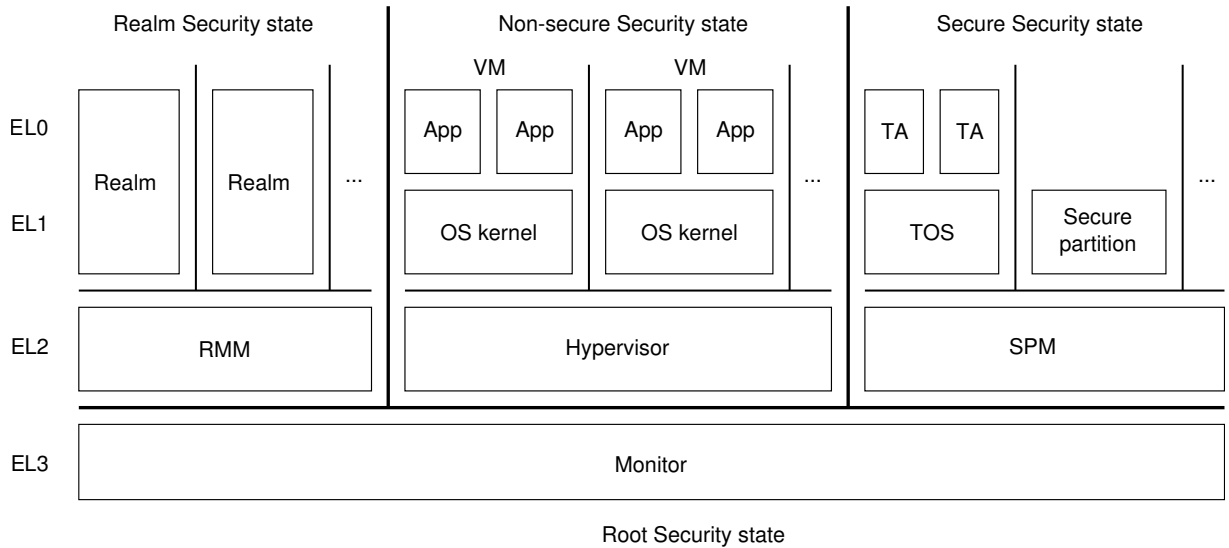 Realm Security state
Non-secure Security state
Secure Security state
VM
VM
EL0
App
App
App
App
TA
TA
Realm
Realm
...
...
...
EL1
OS kernel
OS kernel
TOS
Secure
partition
EL2
RMM
Hypervisor
SPM
EL3
Monitor
Root Security state